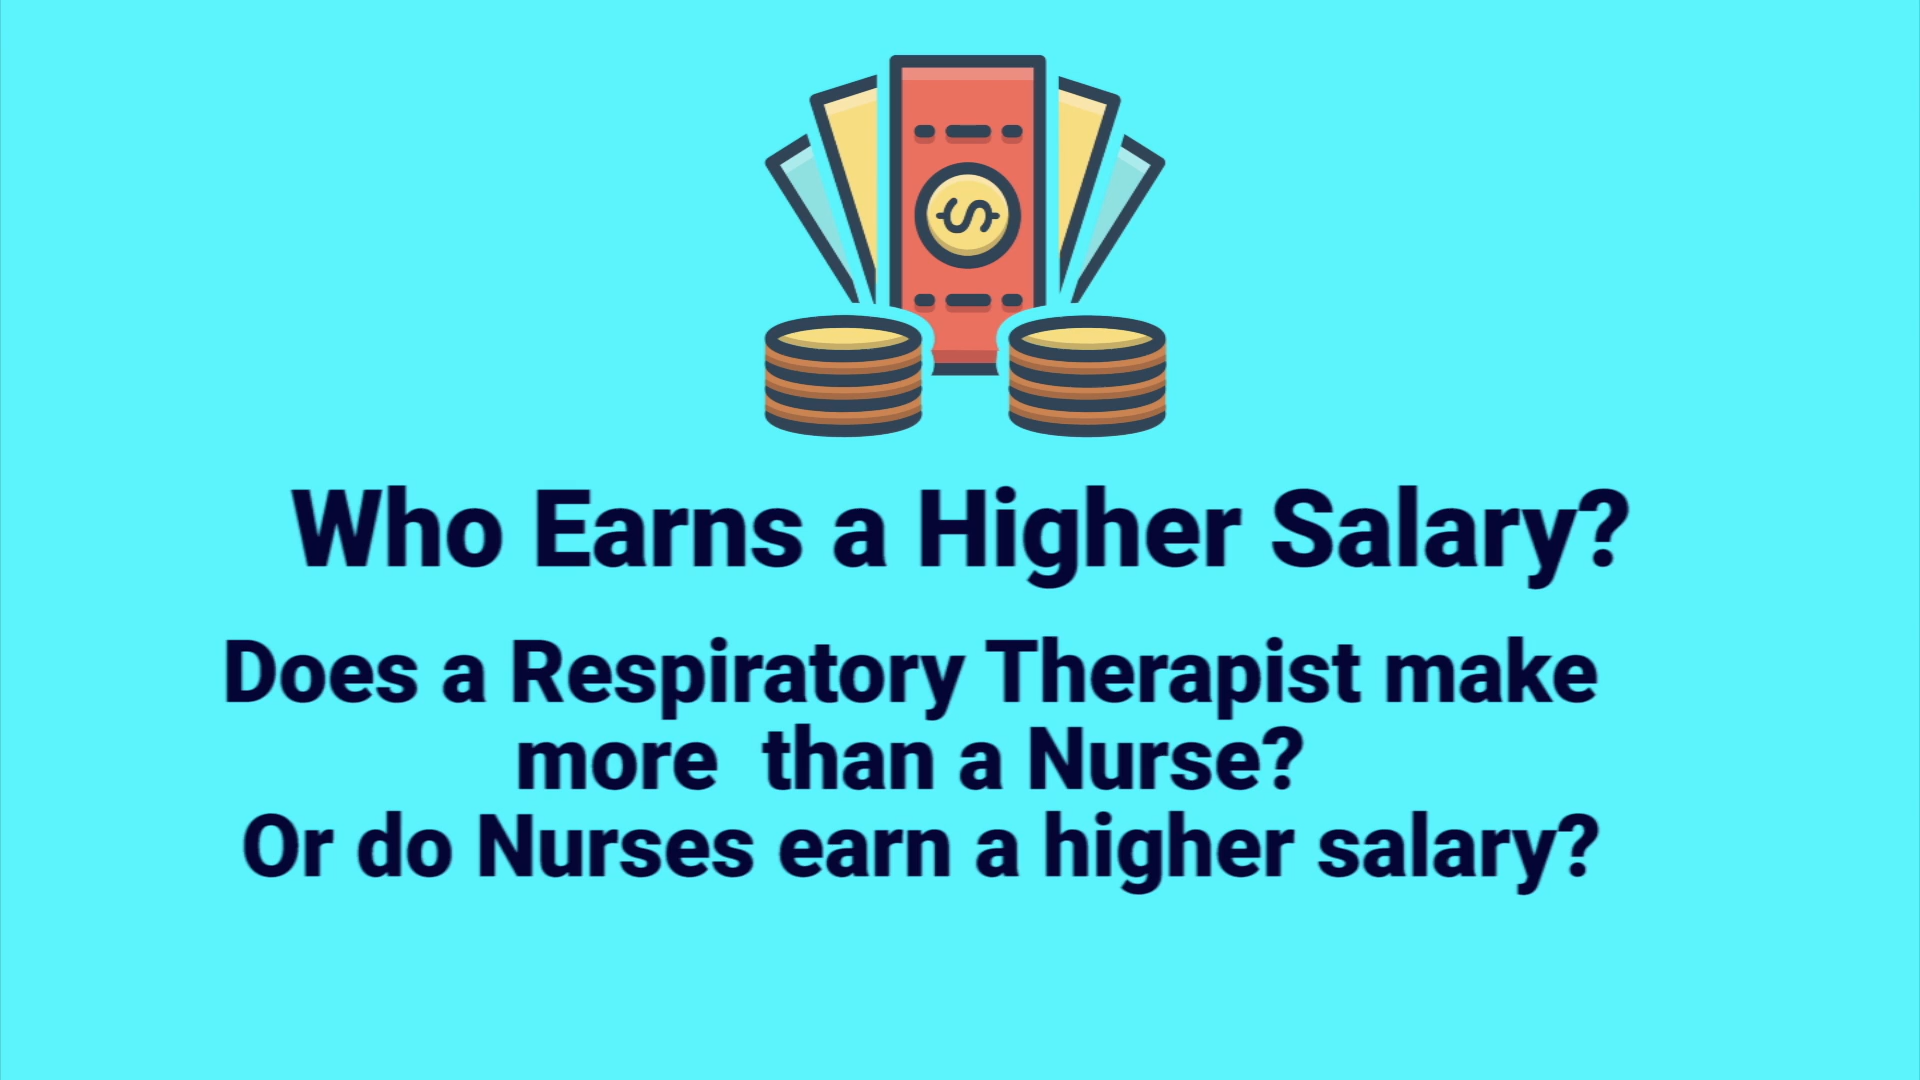 Who Earns a Higher Salary?
Does a Respiratory Therapist make
more than a Nurse?
Or do Nurses earn a higher salary?